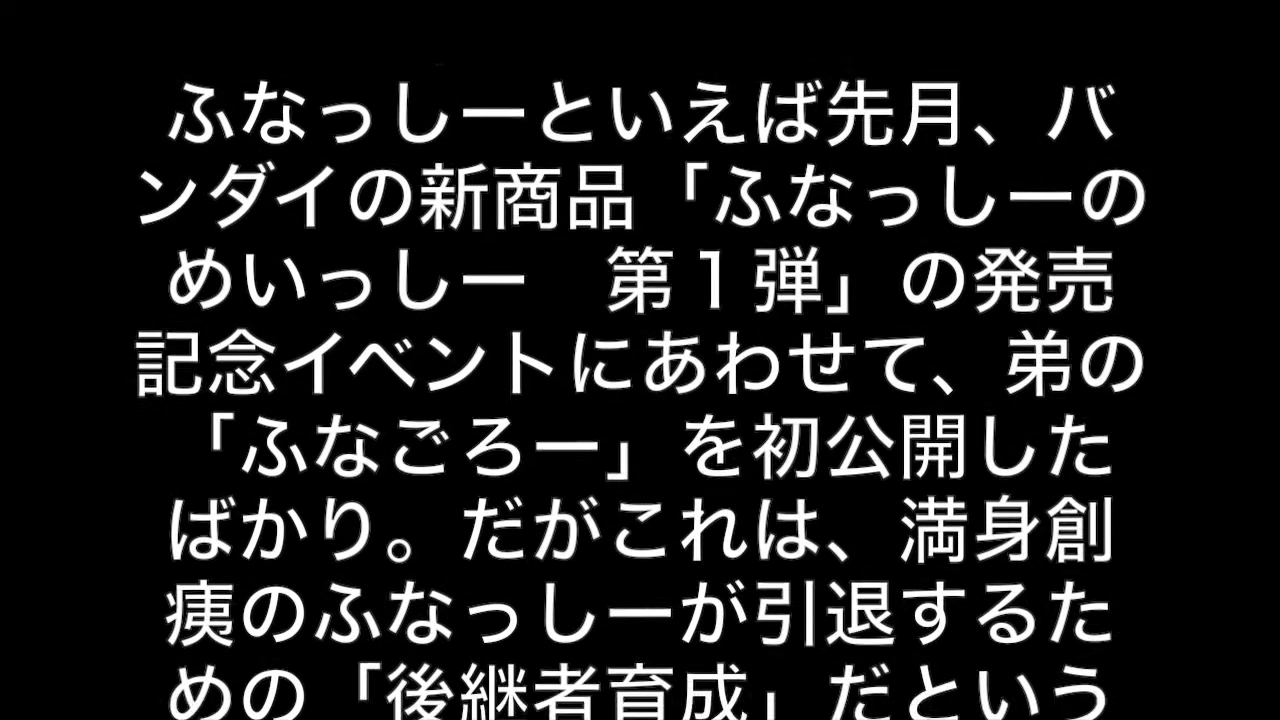 ふなっしーといえば先月、バ
ンダイの新商品「ふなっしーの
めいっしー　第１弾」の発売
記念イベントにあわせて、弟の
「ふなごろー」を初公開した
ばかり。だがこれは、満身創
痍のふなっしーが引退するた
めの「後継者育成」だという